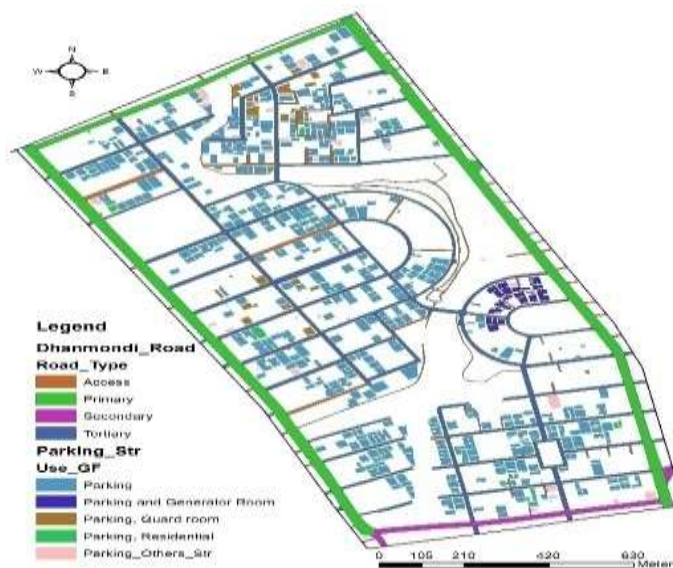 N
W E
S
Legend
Dhanmondi_Road
Road_Type
Access
Primary
Secondary
Tertiary
Parking_Str
Use_GF
Parking
Parking and Generator Room
Parking, Guard room
Parking, Residential
Parking_Others_Str
0 105 210 420 630
Meter